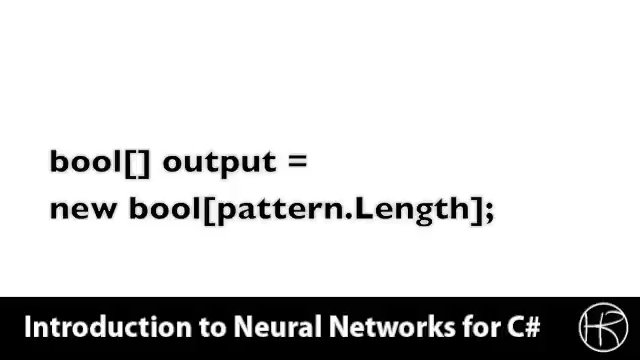 bool[] output =
new bool[pattern.Length];
Introduction to Neural Networks for C#